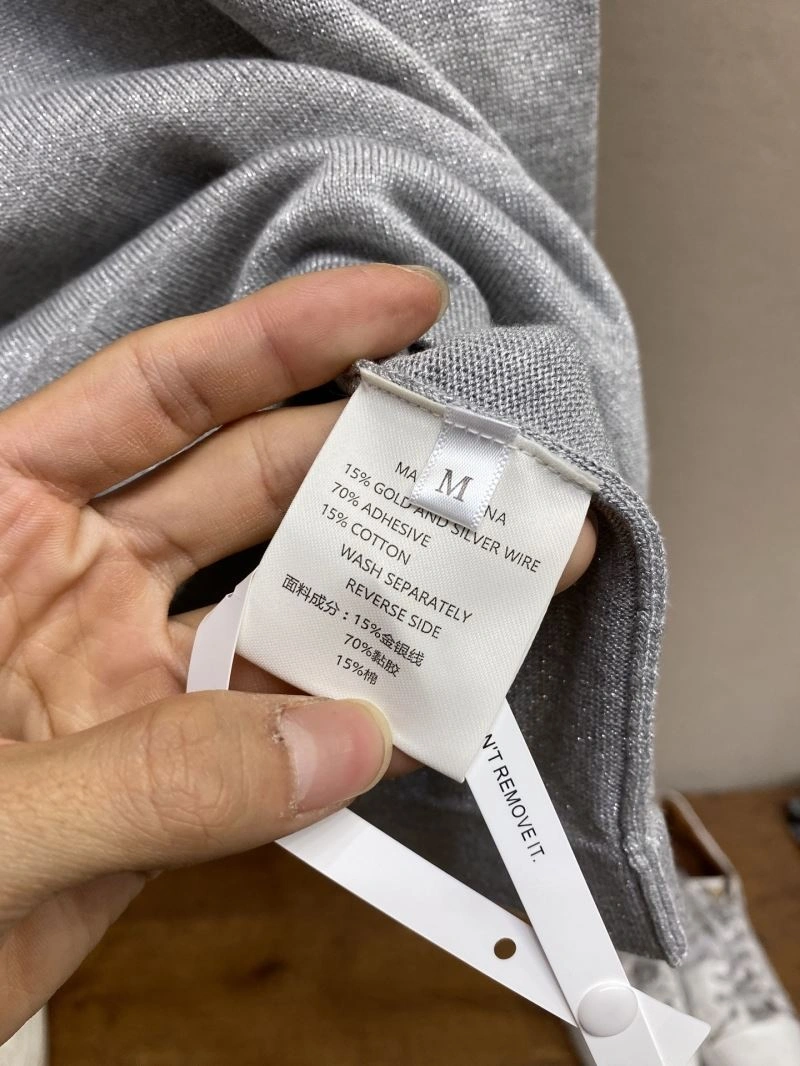 M
15% GOLD AND SILVER WIRE
70% ADHESIVE
15% COTTON
WASH SEPARATELY
REVERSE SIDE
面料成分：15%金银线
70%黏胶
15%棉
N'T REMOVE IT.